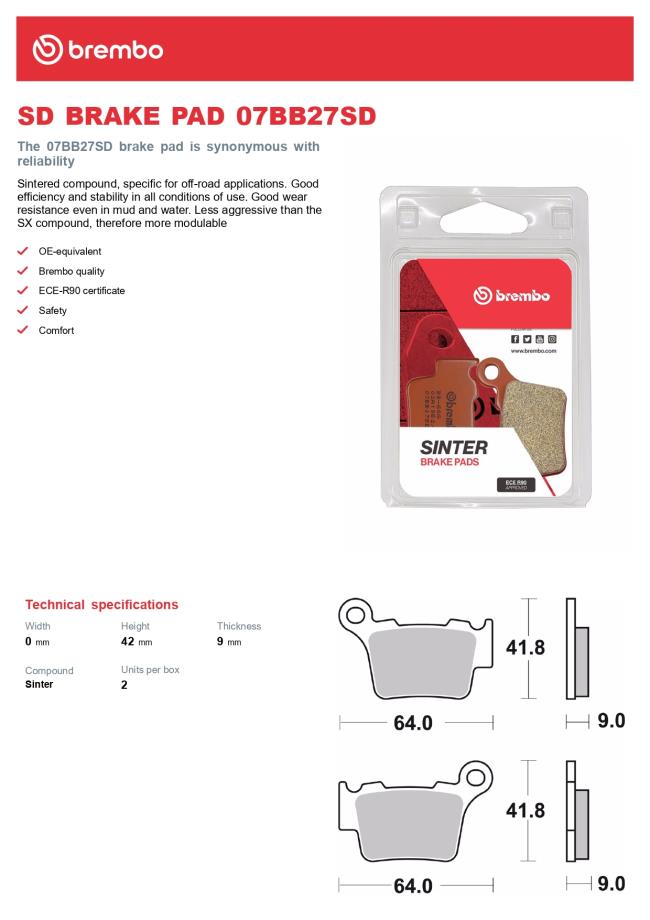 brembo
SD BRAKE PAD 07BB27SD
The 07BB27SD brake pad is synonymous with
reliability
Sintered compound, specific for off-road applications. Good
efficiency and stability in all conditions of use. Good wear
resistance even in mud and water. Less aggressive than the
SX compound, therefore more modulable
OE-equivalent
Brembo quality
ECE-R90 certificate
Safety
Comfort
brembo
www.brembo.com
brembo
SINTER
BRAKE PADS
ECE R90
APPROVED
Technical specifications
Width Height Thickness
0 mm 42 mm 9 mm
Compound Units per box
Sinter 2
41.8
64.0 9.0
41.8
64.0 9.0